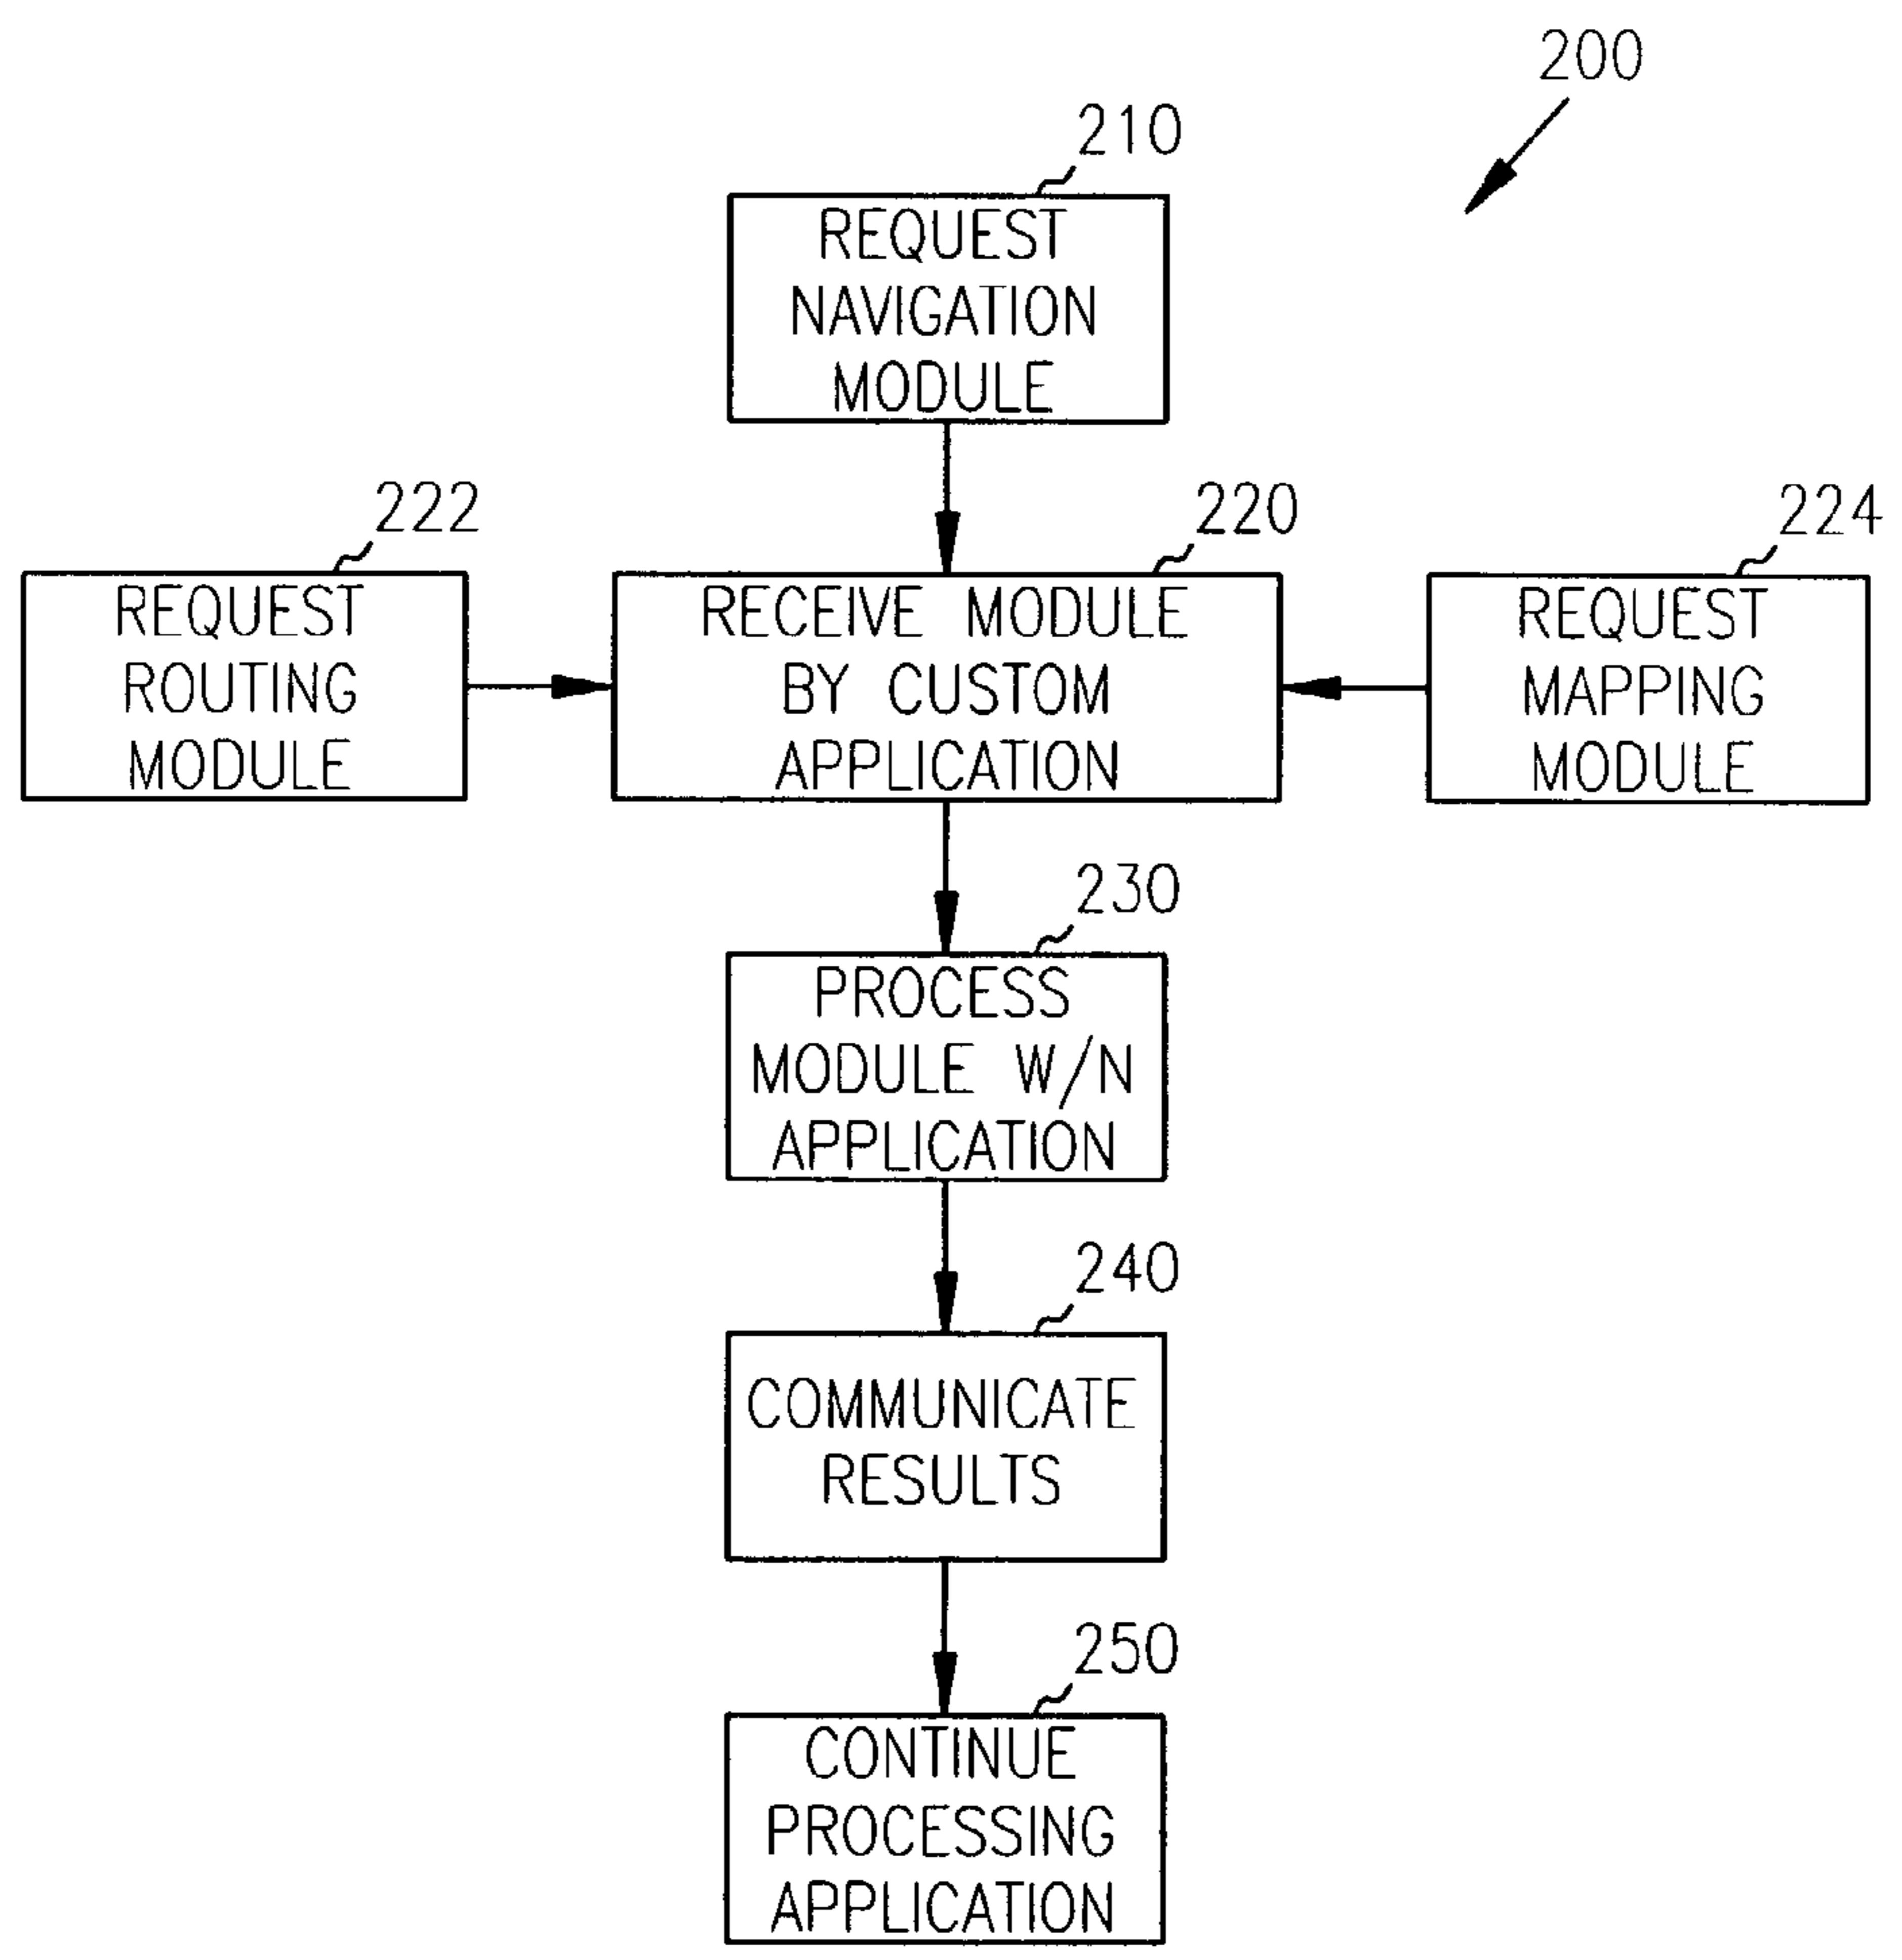 200
210
REQUEST
NAVIGATION
MODULE
222
REQUEST
ROUTING
MODULE
220
RECEIVE MODULE
BY CUSTOM
APPLICATION
224
REQUEST
MAPPING
MODULE
230
PROCESS
MODULE W/N
APPLICATION
240
COMMUNICATE
RESULTS
250
CONTINUE
PROCESSING
APPLICATION